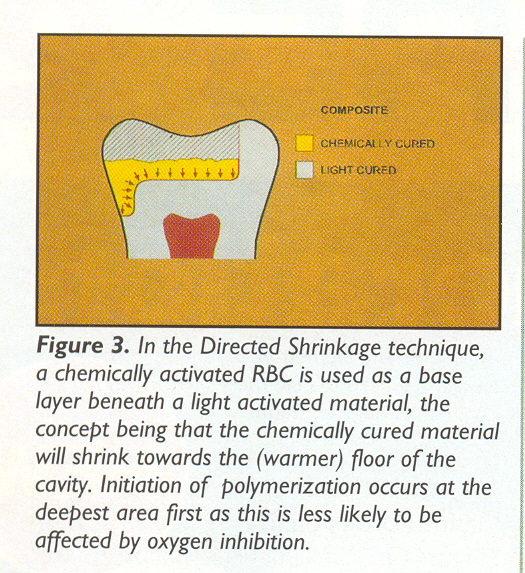 COMPOSITE
CHEMICALLY CURED
LIGHT CURED
Figure 3. In the Directed Shrinkage technique,
a chemically activated RBC is used as a base
layer beneath a light activated material, the
concept being that the chemically cured material
will shrink towards the (warmer) floor of the
cavity. Initiation of polymerization occurs at the
deepest area first as this is less likely to be
affected by oxygen inhibition.